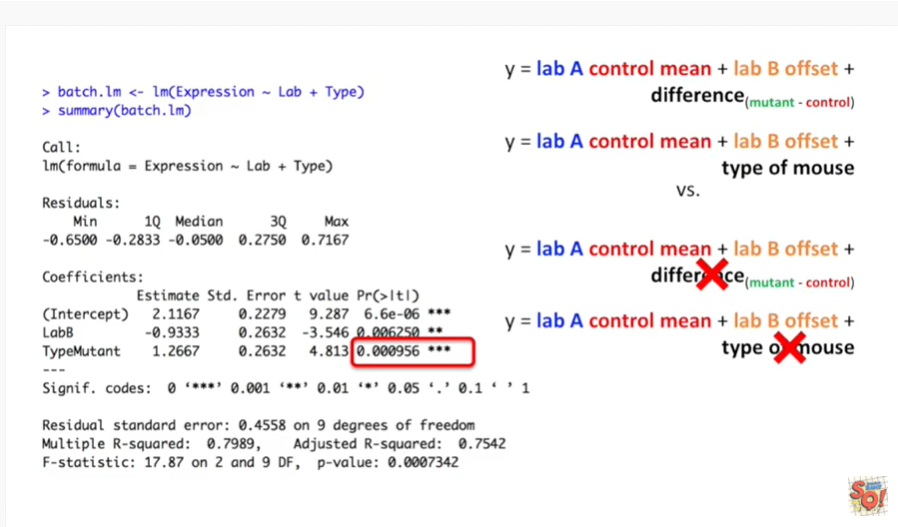 > batch.lm <- lm(Expression ~ Lab + Type)
> summary(batch.lm)
Call:
lm(formula = Expression ~ Lab + Type)
Residuals:
Min 1Q Median 3Q Max
-0.6500 -0.2833 -0.0500 0.2750 0.7167
Coefficients:
Estimate Std. Error t value Pr(>|t|)
(Intercept) 2.1167 0.2279 9.287 6.6e-06 ***
LabB -0.9333 0.2632 -3.546 0.006250 **
TypeMutant 1.2667 0.2632 4.813 0.000956 ***
---
Signif. codes: 0 ‘***’ 0.001 ‘**’ 0.01 ‘*’ 0.05 ‘.’ 0.1 ‘ ’ 1
Residual standard error: 0.4558 on 9 degrees of freedom
Multiple R-squared: 0.7989, Adjusted R-squared: 0.7542
F-statistic: 17.87 on 2 and 9 DF, p-value: 0.0007342
y = lab A control mean + lab B offset +
difference(mutant - control)
y = lab A control mean + lab B offset +
type of mouse
vs.
y = lab A control mean + lab B offset +
difference(mutant - control)
y = lab A control mean + lab B offset +
type of mouse
SQ!